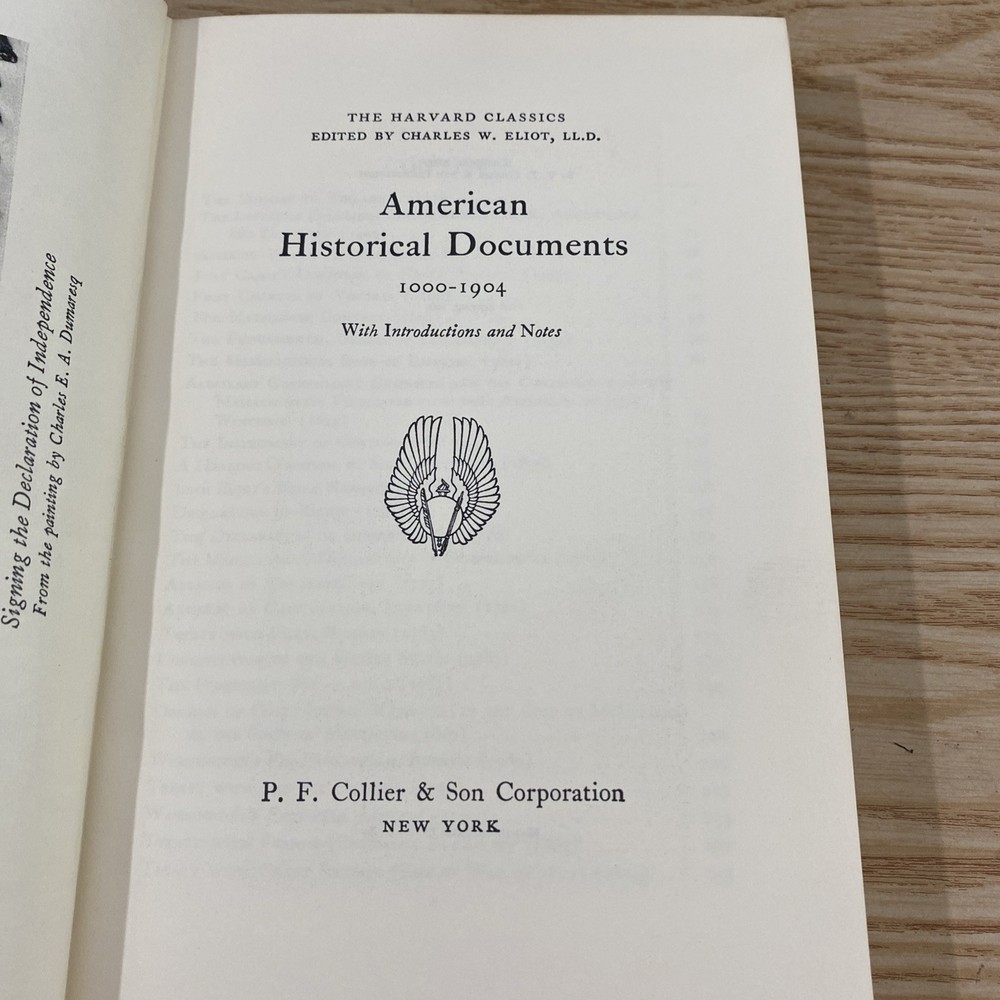 Signing the Declaration of Independence
From the painting by Charles E. A. Dumaresq
THE HARVARD CLASSICS
EDITED BY CHARLES W. ELIOT, LL.D.
American
Historical Documents
1000-1904
With Introductions and Notes
P. F. Collier & Son Corporation
NEW YORK